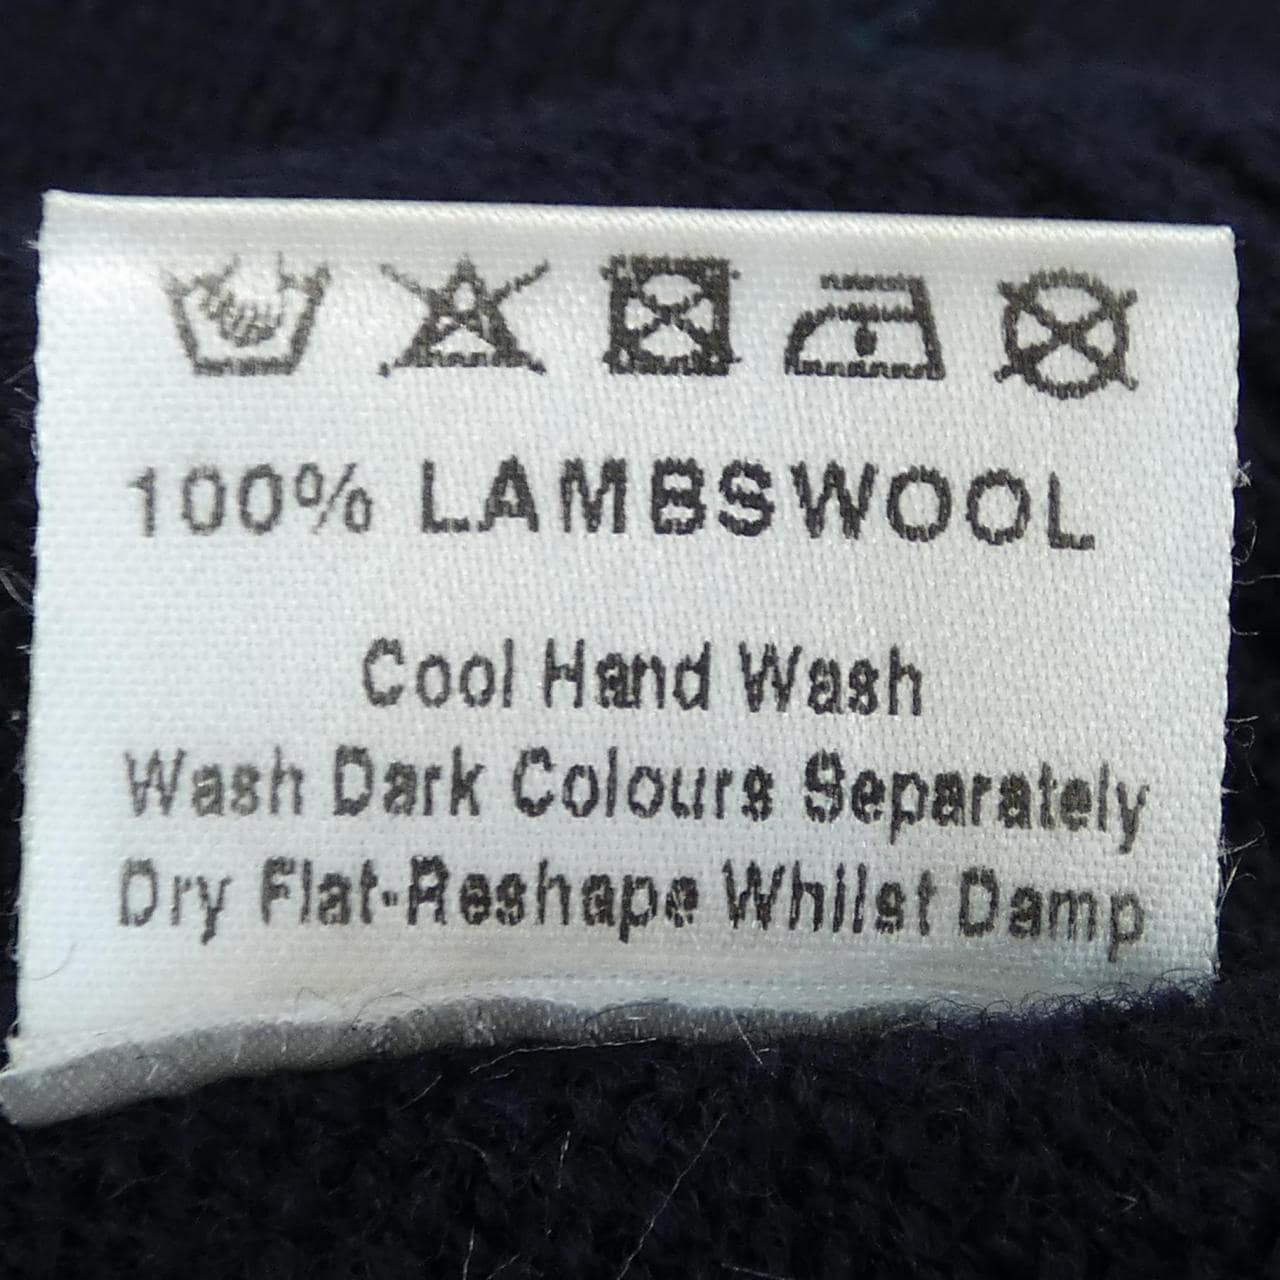 100% LAMBSWOOL
Cool Hand Wash
Wash Dark Colours Separately
Dry Flat-Reshape Whilst Damp